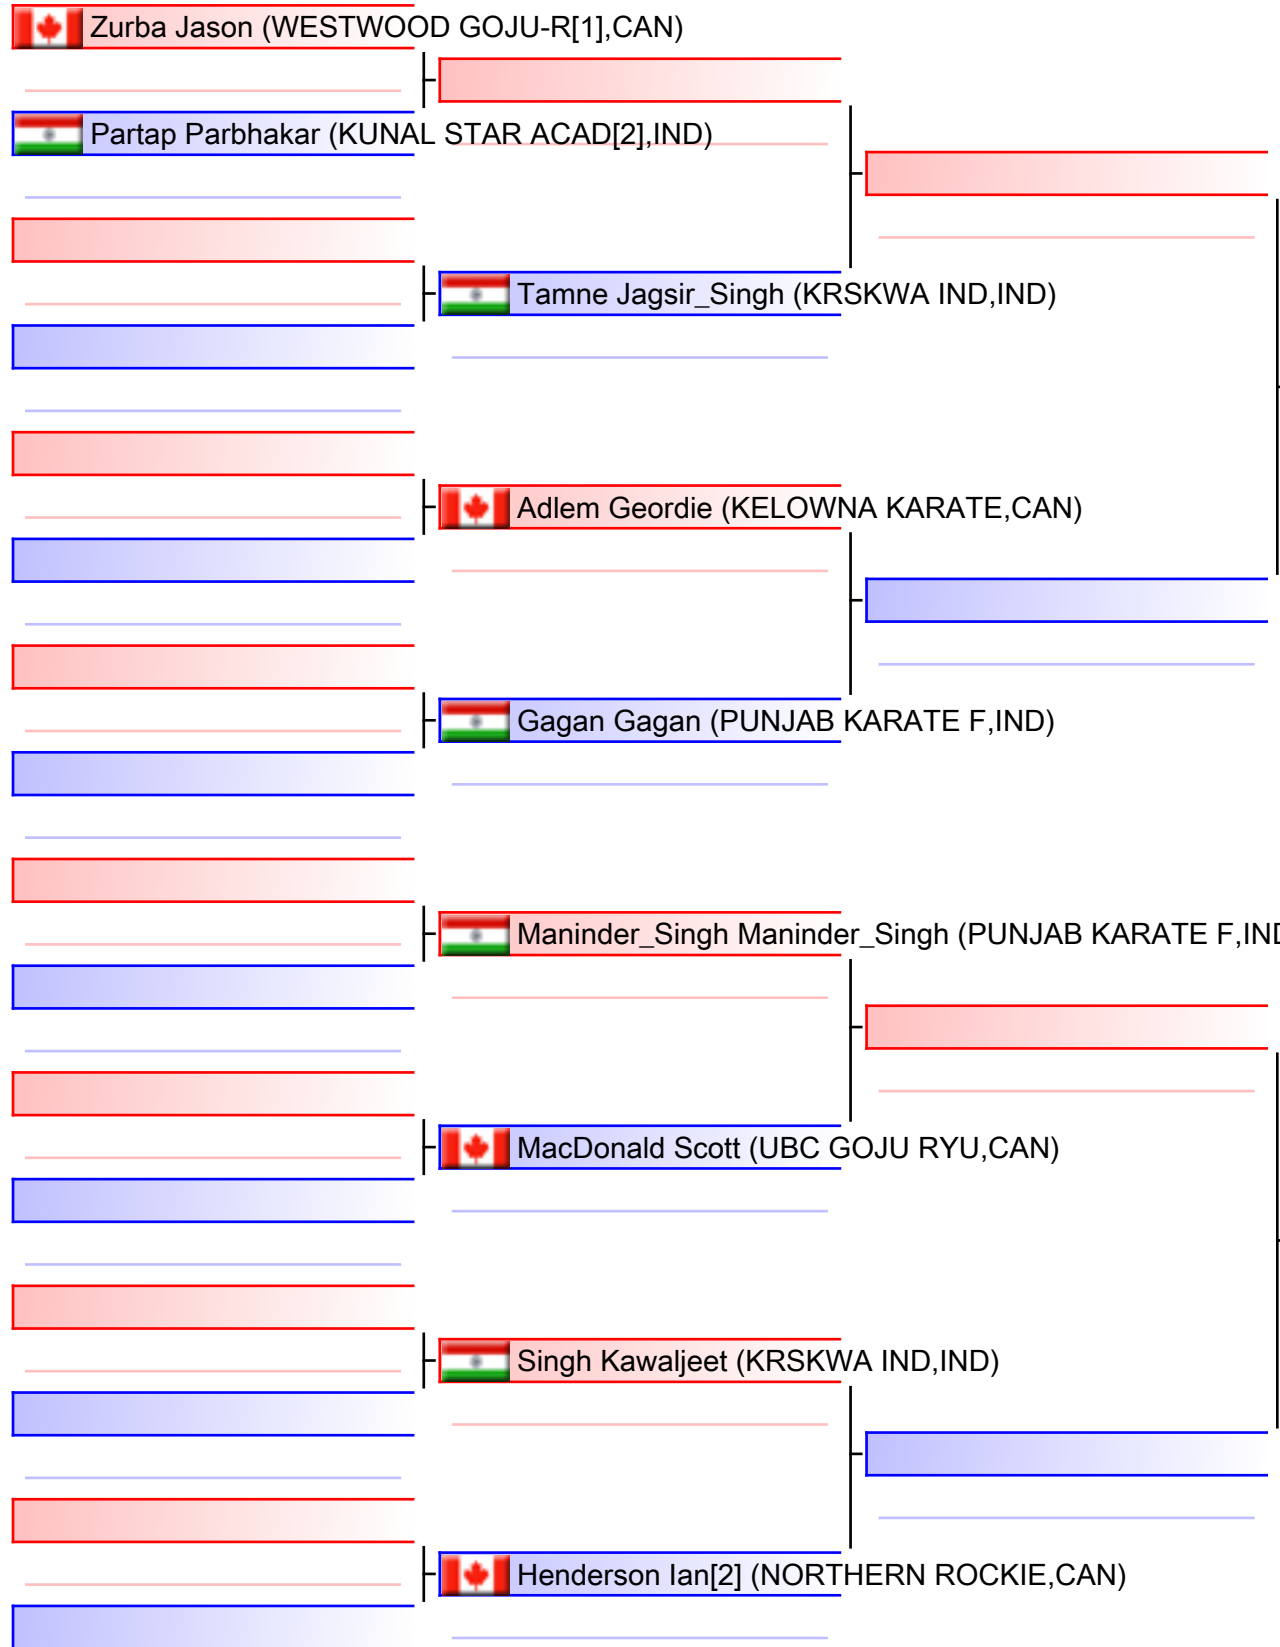 Zurba Jason (WESTWOOD GOJU-R[1],CAN)
Partap Parbhakar (KUNAL STAR ACAD[2],IND)
Tamne Jagsir_Singh (KRSKWA IND,IND)
Adlem Geordie (KELOWNA KARATE,CAN)
Gagan Gagan (PUNJAB KARATE F,IND)
Maninder_Singh Maninder_Singh (PUNJAB KARATE F,IND
MacDonald Scott (UBC GOJU RYU,CAN)
Singh Kawaljeet (KRSKWA IND,IND)
Henderson Ian[2] (NORTHERN ROCKIE,CAN)